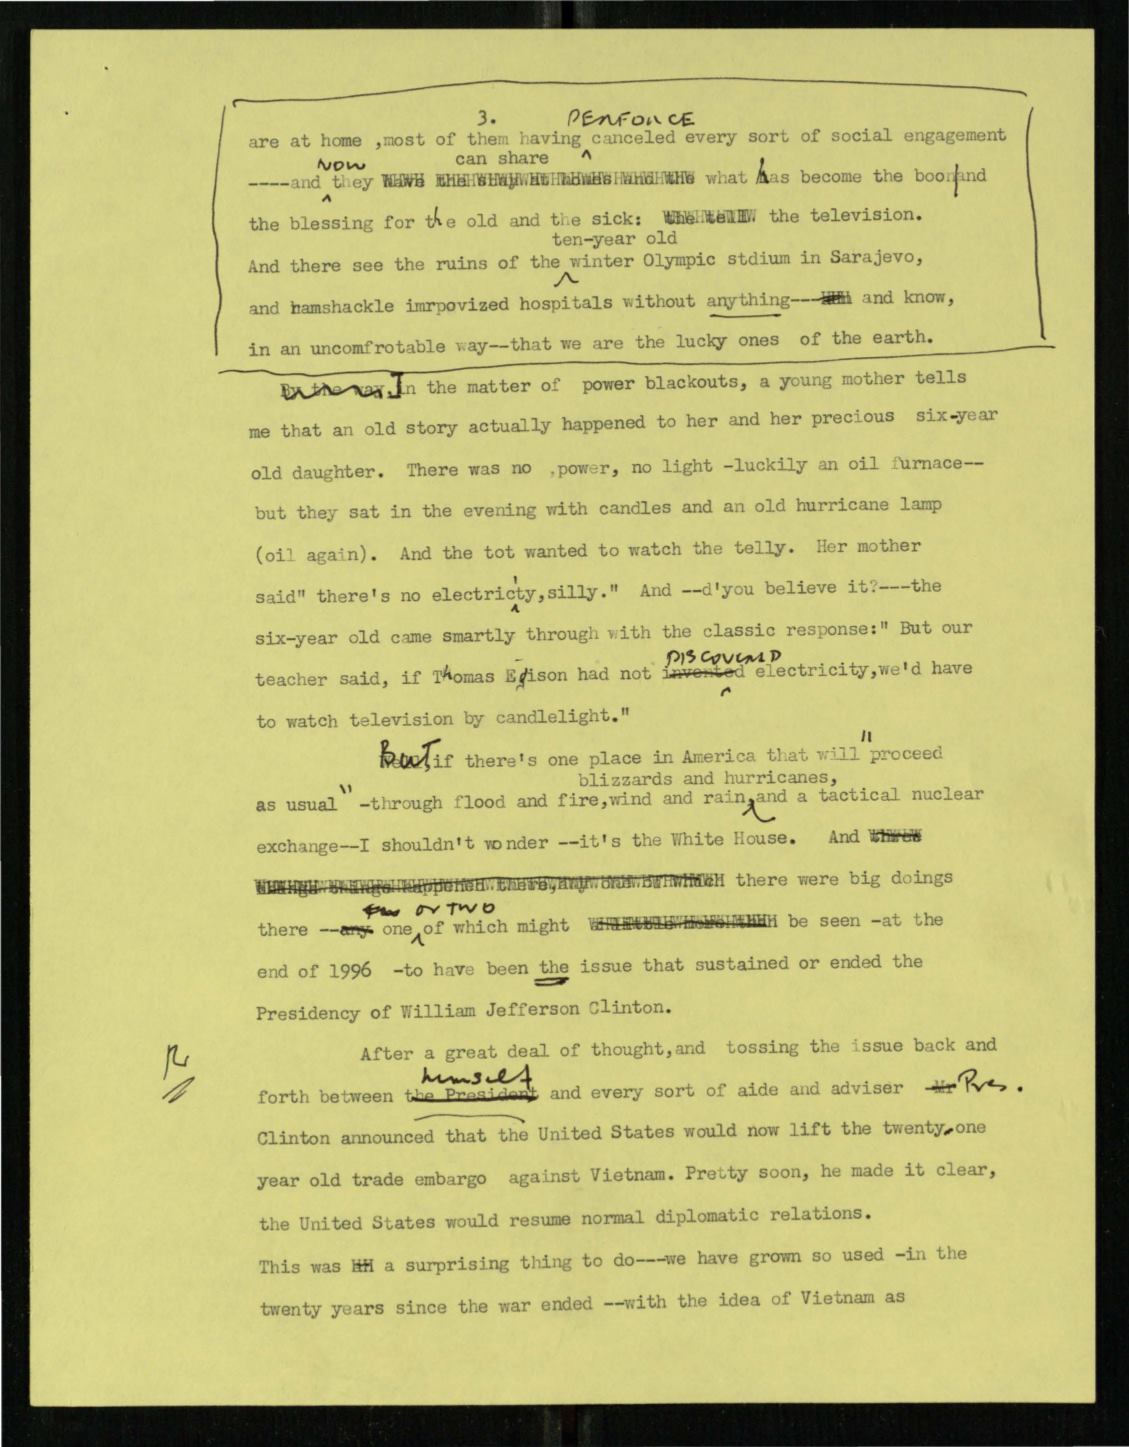 3. PERFORCE
are at home ,most of them having canceled every sort of social engagement
NOW can share
----and they what has become the boon and
the blessing for the old and the sick: the television.
ten-year old
And there see the ruins of the winter Olympic stdium in Sarajevo,
and hamshackle imrpovized hospitals without anything--- and know,
in an uncomfrotable way--that we are the lucky ones of the earth.
By the way, In the matter of power blackouts, a young mother tells
me that an old story actually happened to her and her precious six-year
old daughter. There was no ,power, no light -luckily an oil furnace--
but they sat in the evening with candles and an old hurricane lamp
(oil again). And the tot wanted to watch the telly. Her mother
said" there's no electricty,silly." And --d'you believe it?---the
six-year old came smartly through with the classic response:" But our
DISCOVERED
teacher said, if Thomas Edison had not invented electricity,we'd have
to watch television by candlelight."
But, if there's one place in America that will "proceed
blizzards and hurricanes,
as usual" -through flood and fire,wind and rain, and a tactical nuclear
exchange--I shouldn't wonder --it's the White House. And three
there were big doings
or TWO
there --any one of which might be seen -at the
end of 1996 -to have been the issue that sustained or ended the
Presidency of William Jefferson Clinton.
After a great deal of thought,and tossing the issue back and
himself
forth between the President and every sort of aide and adviser Mr Pres.
Clinton announced that the United States would now lift the twenty-one
year old trade embargo against Vietnam. Pretty soon, he made it clear,
the United States would resume normal diplomatic relations.
This was a surprising thing to do---we have grown so used -in the
twenty years since the war ended --with the idea of Vietnam as